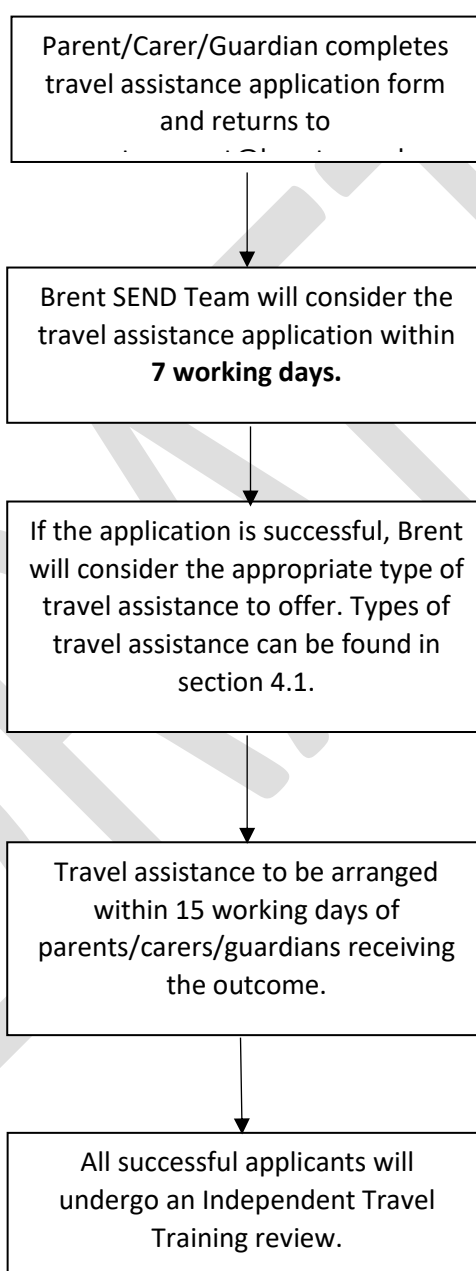 Parent/Carer/Guardian completes
travel assistance application form
and returns to
Brent SEND Team will consider the
travel assistance application within
7 working days.
If the application is successful, Brent
will consider the appropriate type of
travel assistance to offer. Types of
travel assistance can be found in
section 4.1.
Travel assistance to be arranged
within 15 working days of
parents/carers/guardians receiving
the outcome.
All successful applicants will
undergo an Independent Travel
Training review.